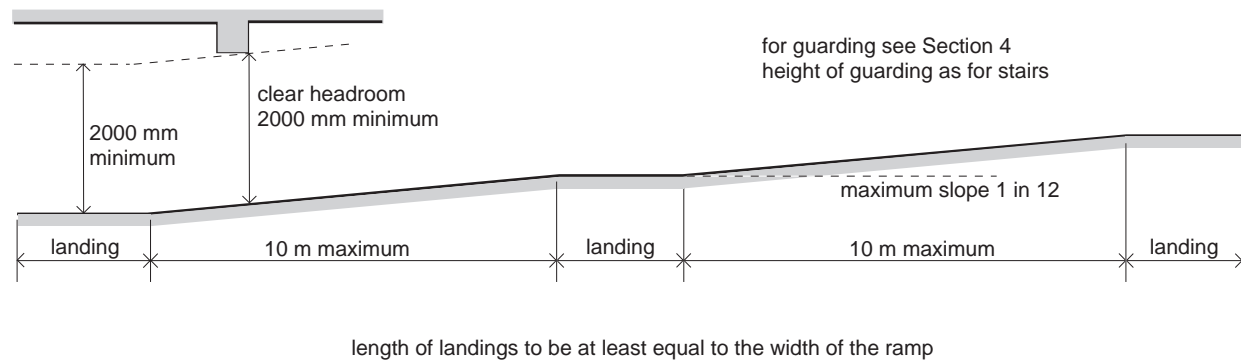 for guarding see Section 4
height of guarding as for stairs
clear headroom
2000 mm minimum
2000 mm
minimum
maximum slope 1 in 12
landing
10 m maximum
landing
10 m maximum
landing
length of landings to be at least equal to the width of the ramp